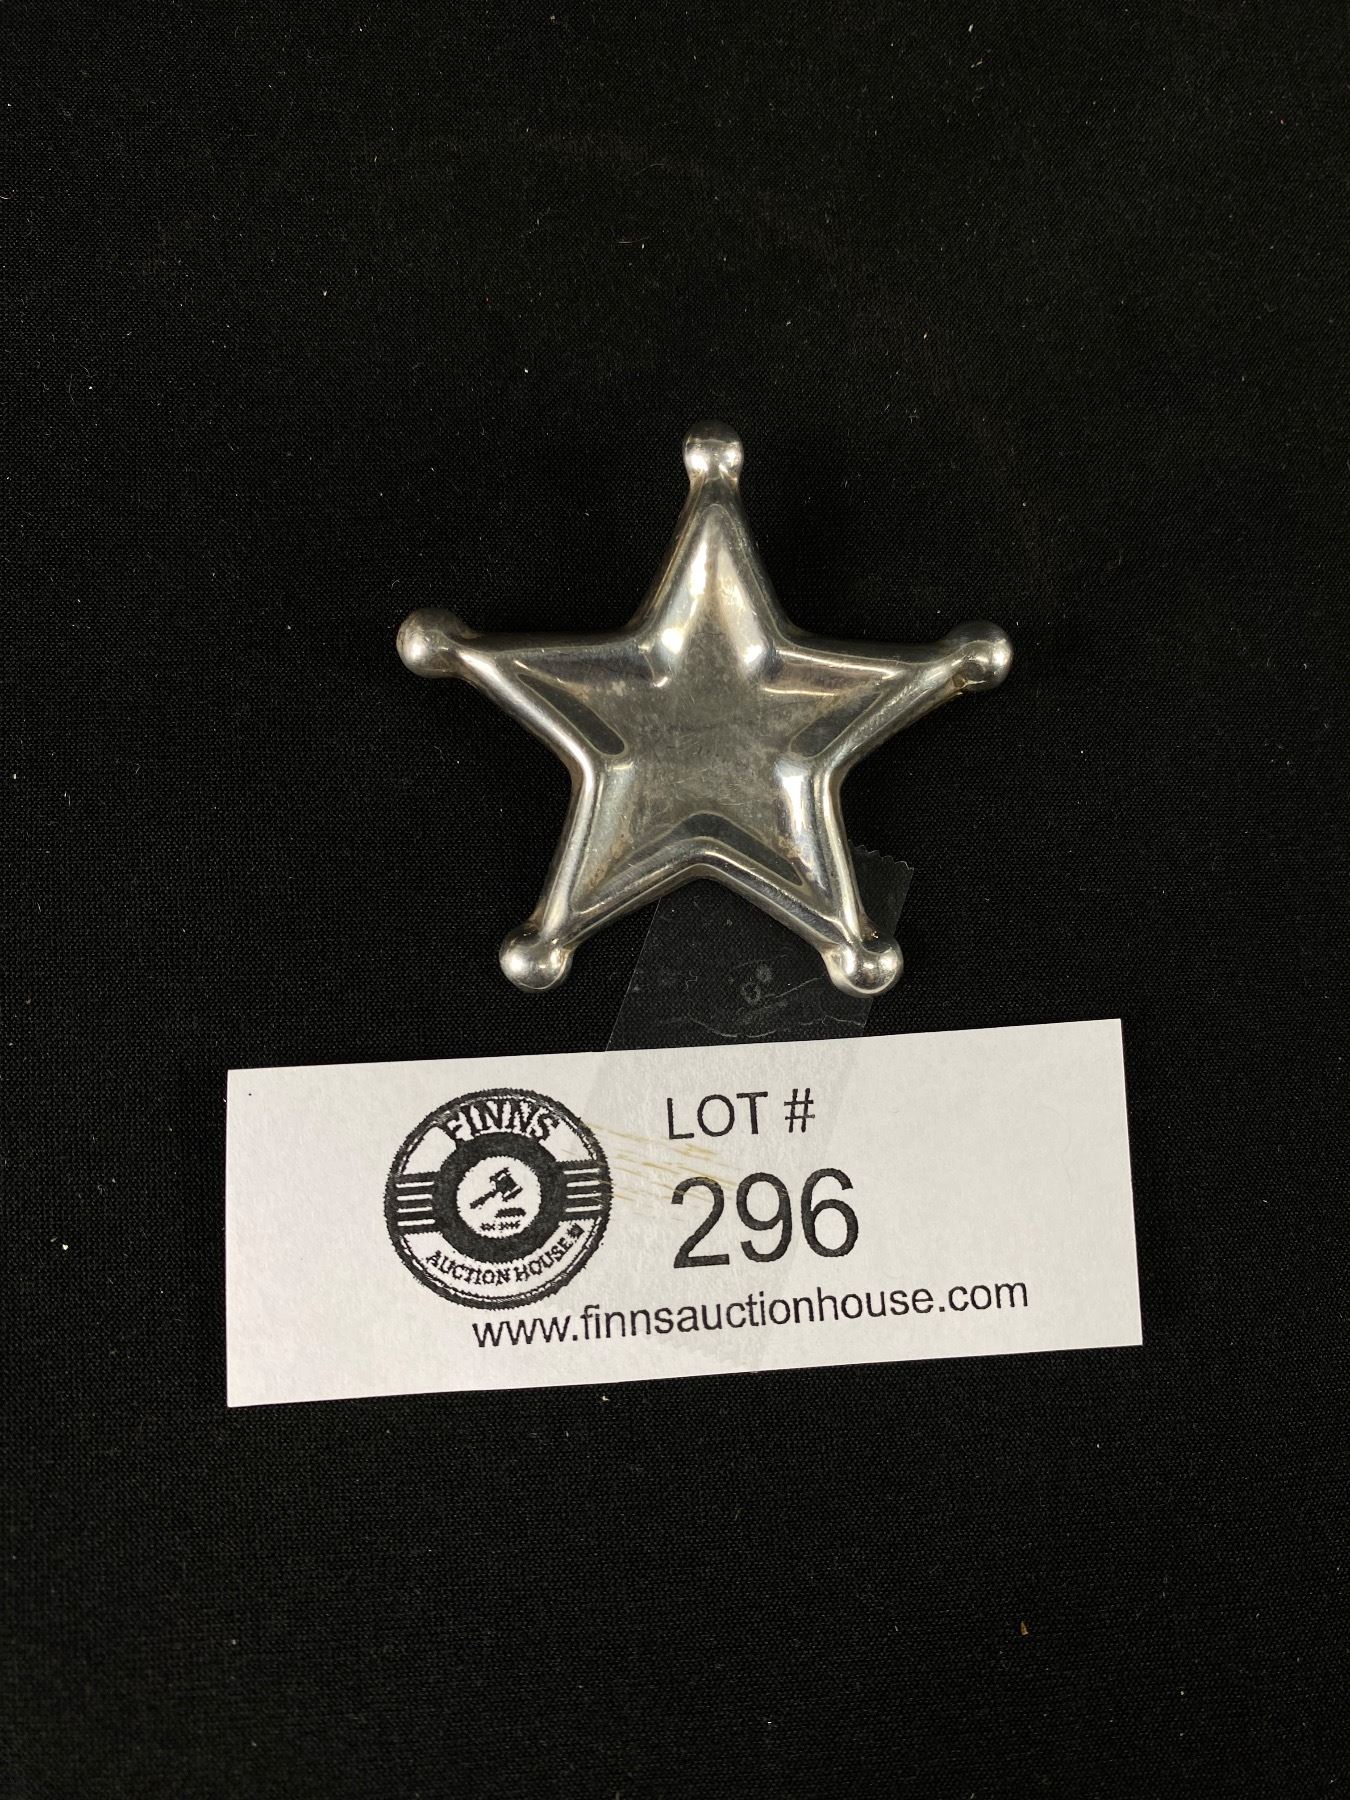 FINNS
AUCTION HOUSE
LOT #
296
www.finnsauctionhouse.com